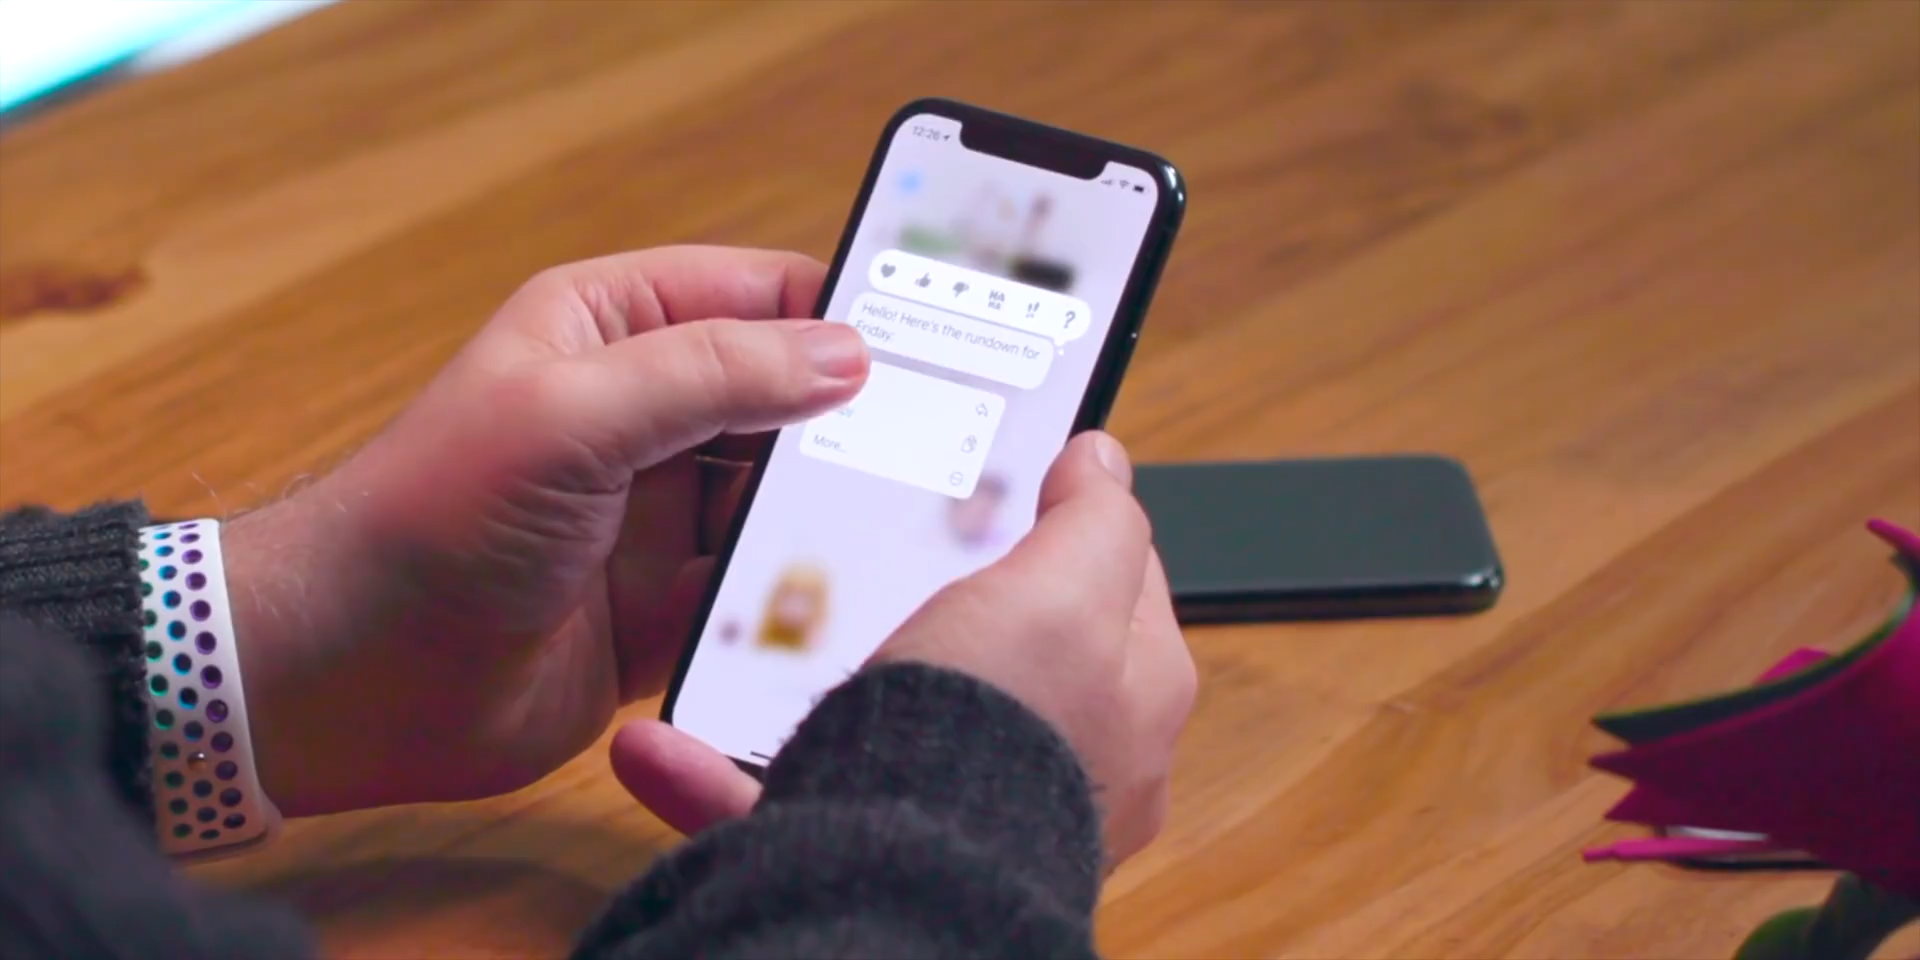 12:26
HA
HA
!!
?
Hello! Here's the rundown for
Friday:
More...